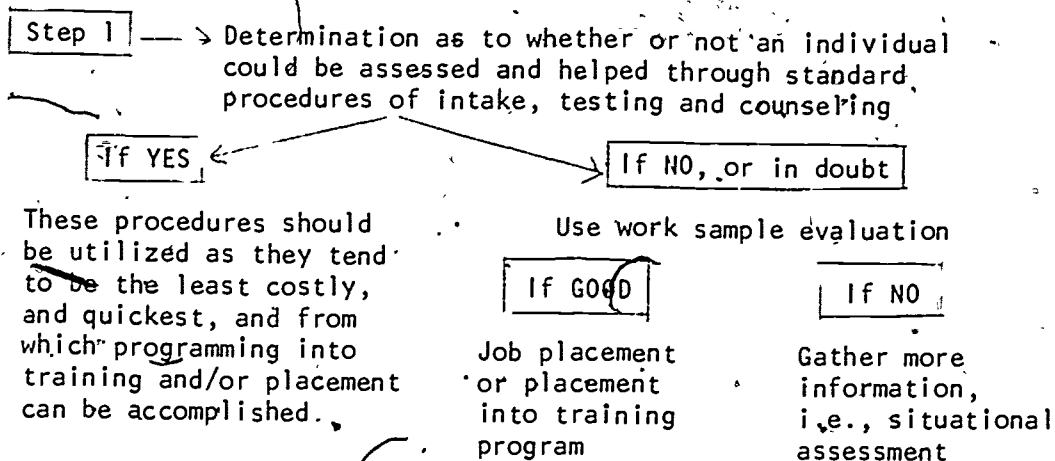 Step 1 Determination as to whether or not an individual
could be assessed and helped through standard
procedures of intake, testing and counseling
If YES
If NO, or in doubt
These procedures should
be utilized as they tend
to be the least costly,
and quickest, and from
which programming into
training and/or placement
can be accomplished.
Use work sample evaluation
If GOOD
If NO
Job placement
or placement
into training
program
Gather more
information,
i.e., situational
assessment